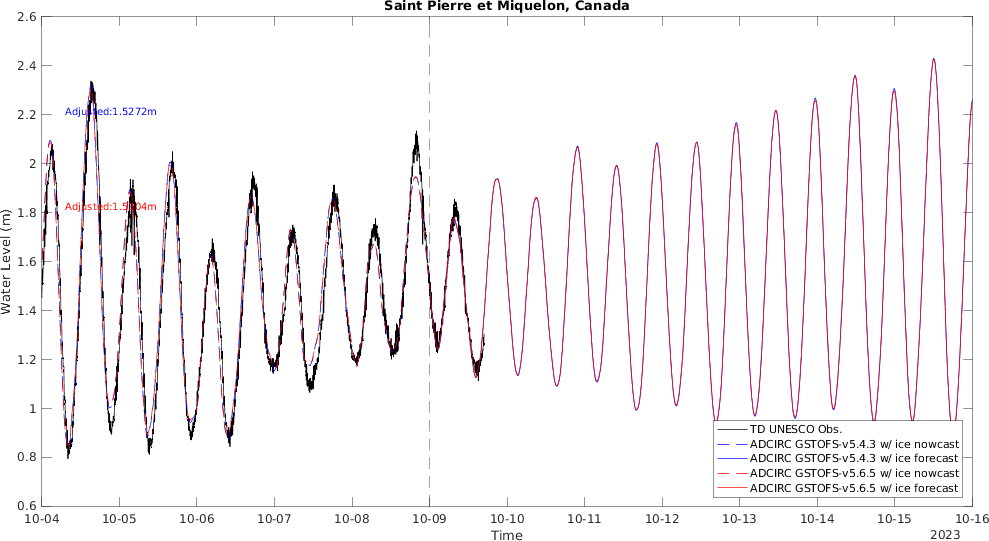 Saint Pierre et Miquelon, Canada
2.6
2.4
2.2
2
1.8
1.6
1.4
1.2
1
0.8
0.6
Water Level (m)
Adjusted:1.5272m
TD UNESCO Obs.
ADCIRC GSTOFS-v5.4.3 w/ ice nowcast
ADCIRC GSTOFS-v5.4.3 w/ ice forecast
ADCIRC GSTOFS-v5.6.5 w/ ice nowcast
ADCIRC GSTOFS-v5.6.5 w/ ice forecast
10-04 10-05 10-06 10-07 10-08 10-09 10-10 10-11 10-12 10-13 10-14 10-15 10-16
Time
2023